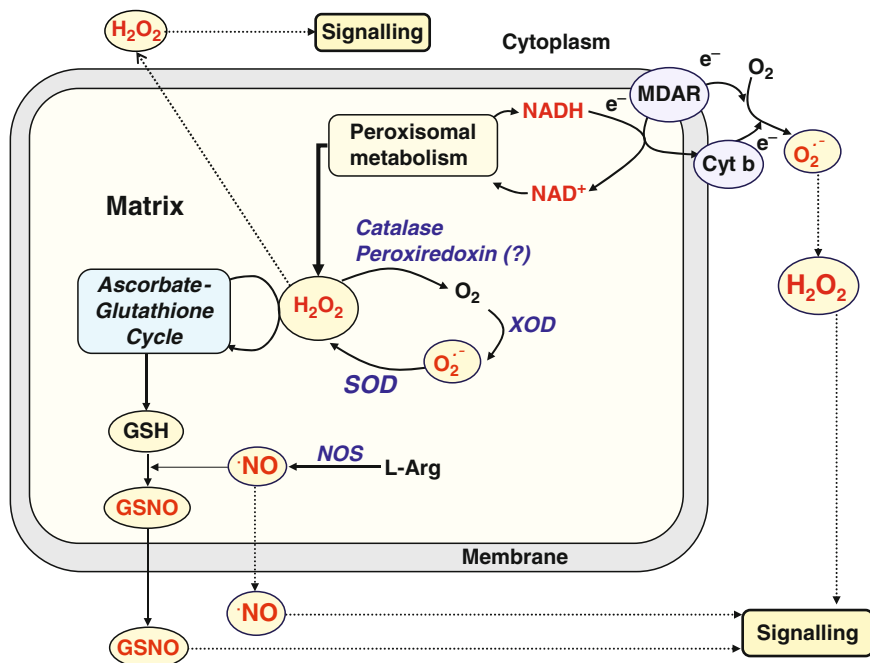 H₂O₂
Signalling
Cytoplasm
e⁻
O₂
MDAR
NADH
e⁻
Peroxisomal
metabolism
e⁻
Cyt b
O₂·⁻
NAD⁺
Matrix
Catalase
Peroxiredoxin (?)
Ascorbate-
Glutathione
Cycle
H₂O₂
O₂
H₂O₂
XOD
O₂·⁻
SOD
GSH
·NO
NOS
L-Arg
GSNO
Membrane
·NO
GSNO
Signalling